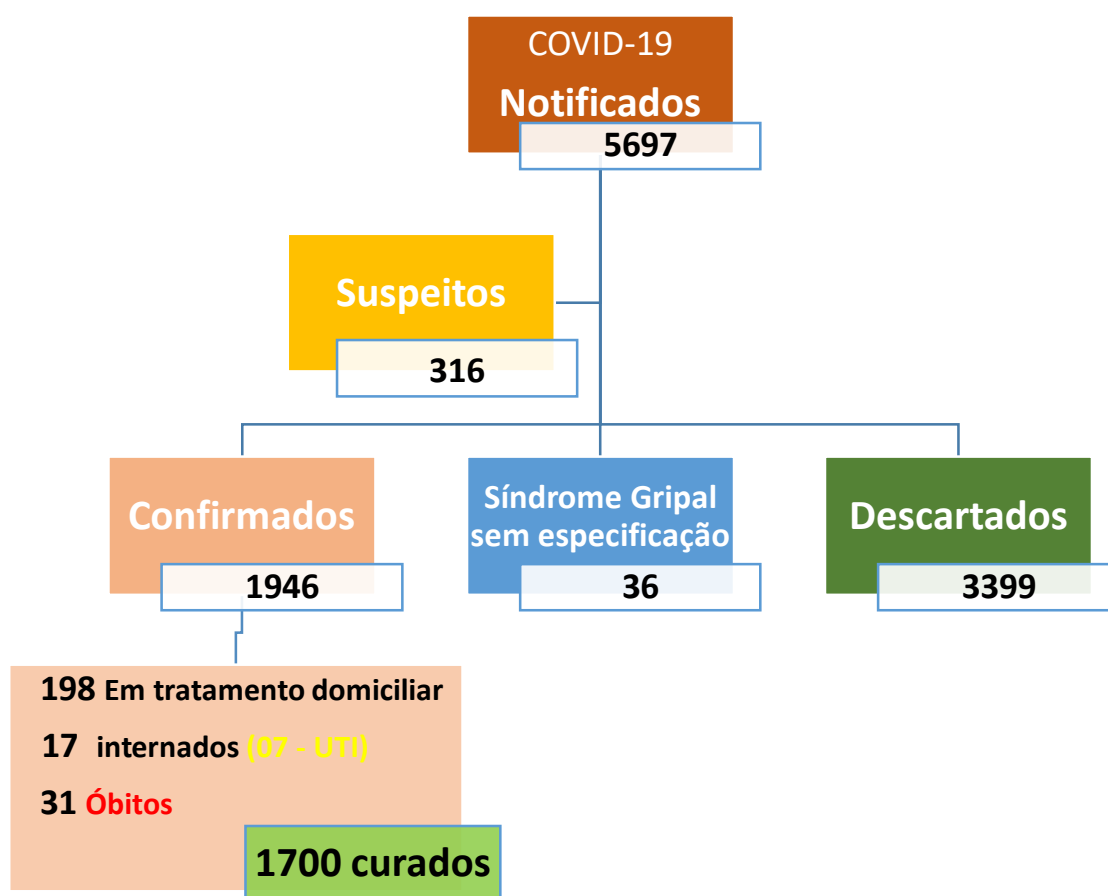 COVID-19
Notificados
5697
Suspeitos
316
Confirmados
1946
Síndrome Gripal
sem especificação
36
Descartados
3399
198 Em tratamento domiciliar
17 internados (07 - UTI)
31 Óbitos
1700 curados